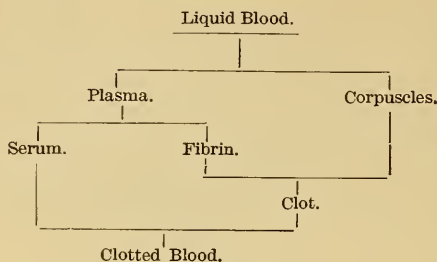 Liquid Blood.
Plasma. Corpuscles.
Serum. Fibrin.
Clot.
Clotted Blood.